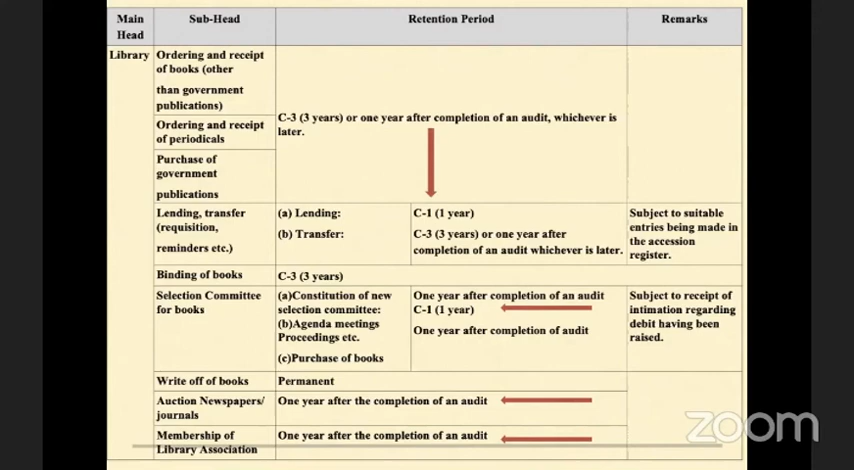 Main Head
Sub-Head
Retention Period
Remarks
Library
Ordering and receipt
of books (other
than government
publications)
C-3 (3 years) or one year after completion of an audit, whichever is
later.
Ordering and receipt
of periodicals
Purchase of
government
publications
Lending, transfer
(requisition,
reminders etc.)
(a) Lending:
C-1 (1 year)
(b) Transfer:
C-3 (3 years) or one year after
completion of an audit whichever is later.
Subject to suitable
entries being made in
the accession
register.
Binding of books
C-3 (3 years)
Selection Committee
for books
(a)Constitution of new
selection committee:
(b)Agenda meetings
Proceedings etc.
(c)Purchase of books
One year after completion of an audit
C-1 (1 year)
One year after completion of audit
Subject to receipt of
intimation regarding
debit having been
raised.
Write off of books
Permanent
Auction Newspapers/
journals
One year after the completion of an audit
Membership of
Library Association
One year after the completion of an audit
zoom